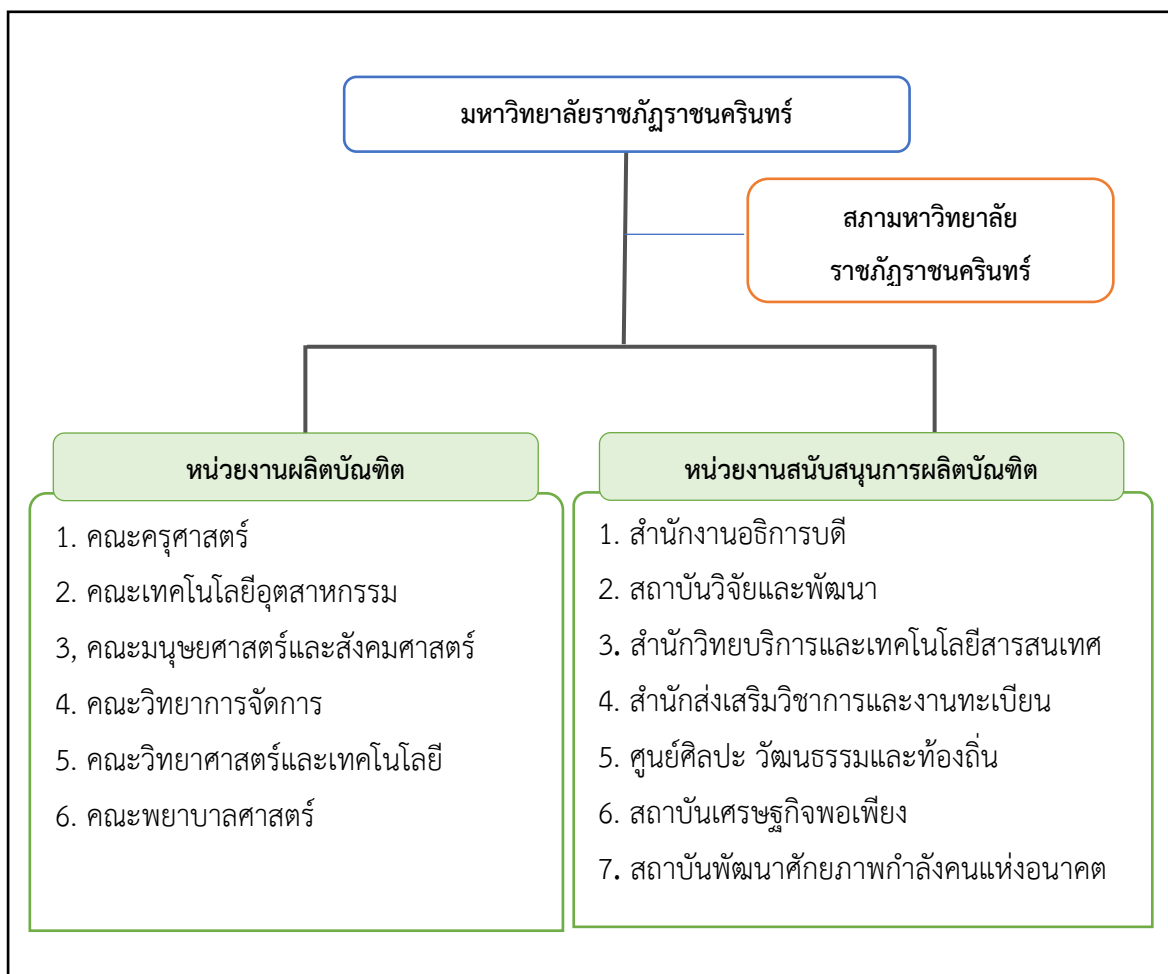 มหาวิทยาลัยราชภัฏราชนครินทร์
สภามหาวิทยาลัย
ราชภัฏราชนครินทร์
หน่วยงานผลิตบัณฑิต
1. คณะครุศาสตร์
2. คณะเทคโนโลยีอุตสาหกรรม
3, คณะมนุษยศาสตร์และสังคมศาสตร์
4. คณะวิทยาการจัดการ
5. คณะวิทยาศาสตร์และเทคโนโลยี
6. คณะพยาบาลศาสตร์
หน่วยงานสนับสนุนการผลิตบัณฑิต
1. สำนักงานอธิการบดี
2. สถาบันวิจัยและพัฒนา
3. สำนักวิทยบริการและเทคโนโลยีสารสนเทศ
4. สำนักส่งเสริมวิชาการและงานทะเบียน
5. ศูนย์ศิลปะ วัฒนธรรมและท้องถิ่น
6. สถาบันเศรษฐกิจพอเพียง
7. สถาบันพัฒนาศักยภาพกำลังคนแห่งอนาคต